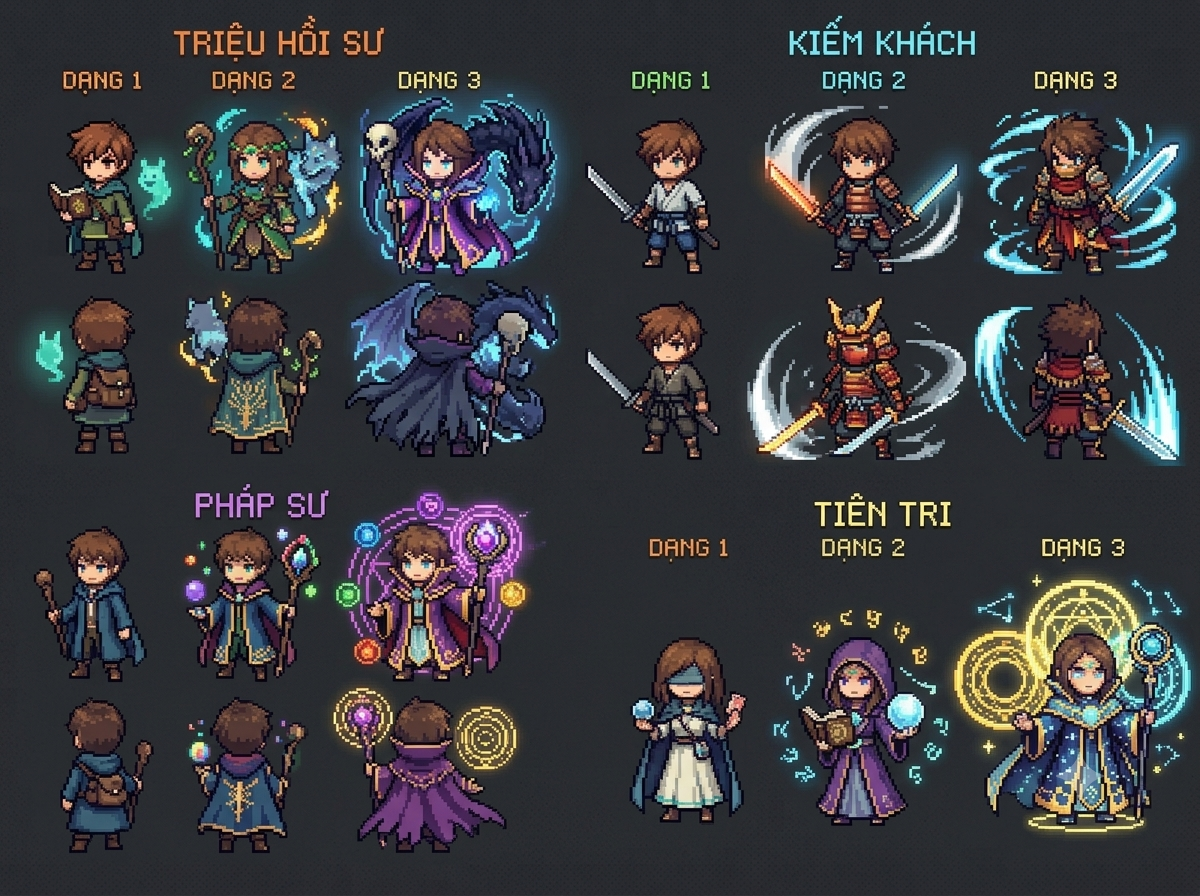 TRIỆU HỒI SƯ
DẠNG 1
DẠNG 2
DẠNG 3
KIẾM KHÁCH
DẠNG 1
DẠNG 2
DẠNG 3
PHÁP SƯ
TIÊN TRI
DẠNG 1
DẠNG 2
DẠNG 3